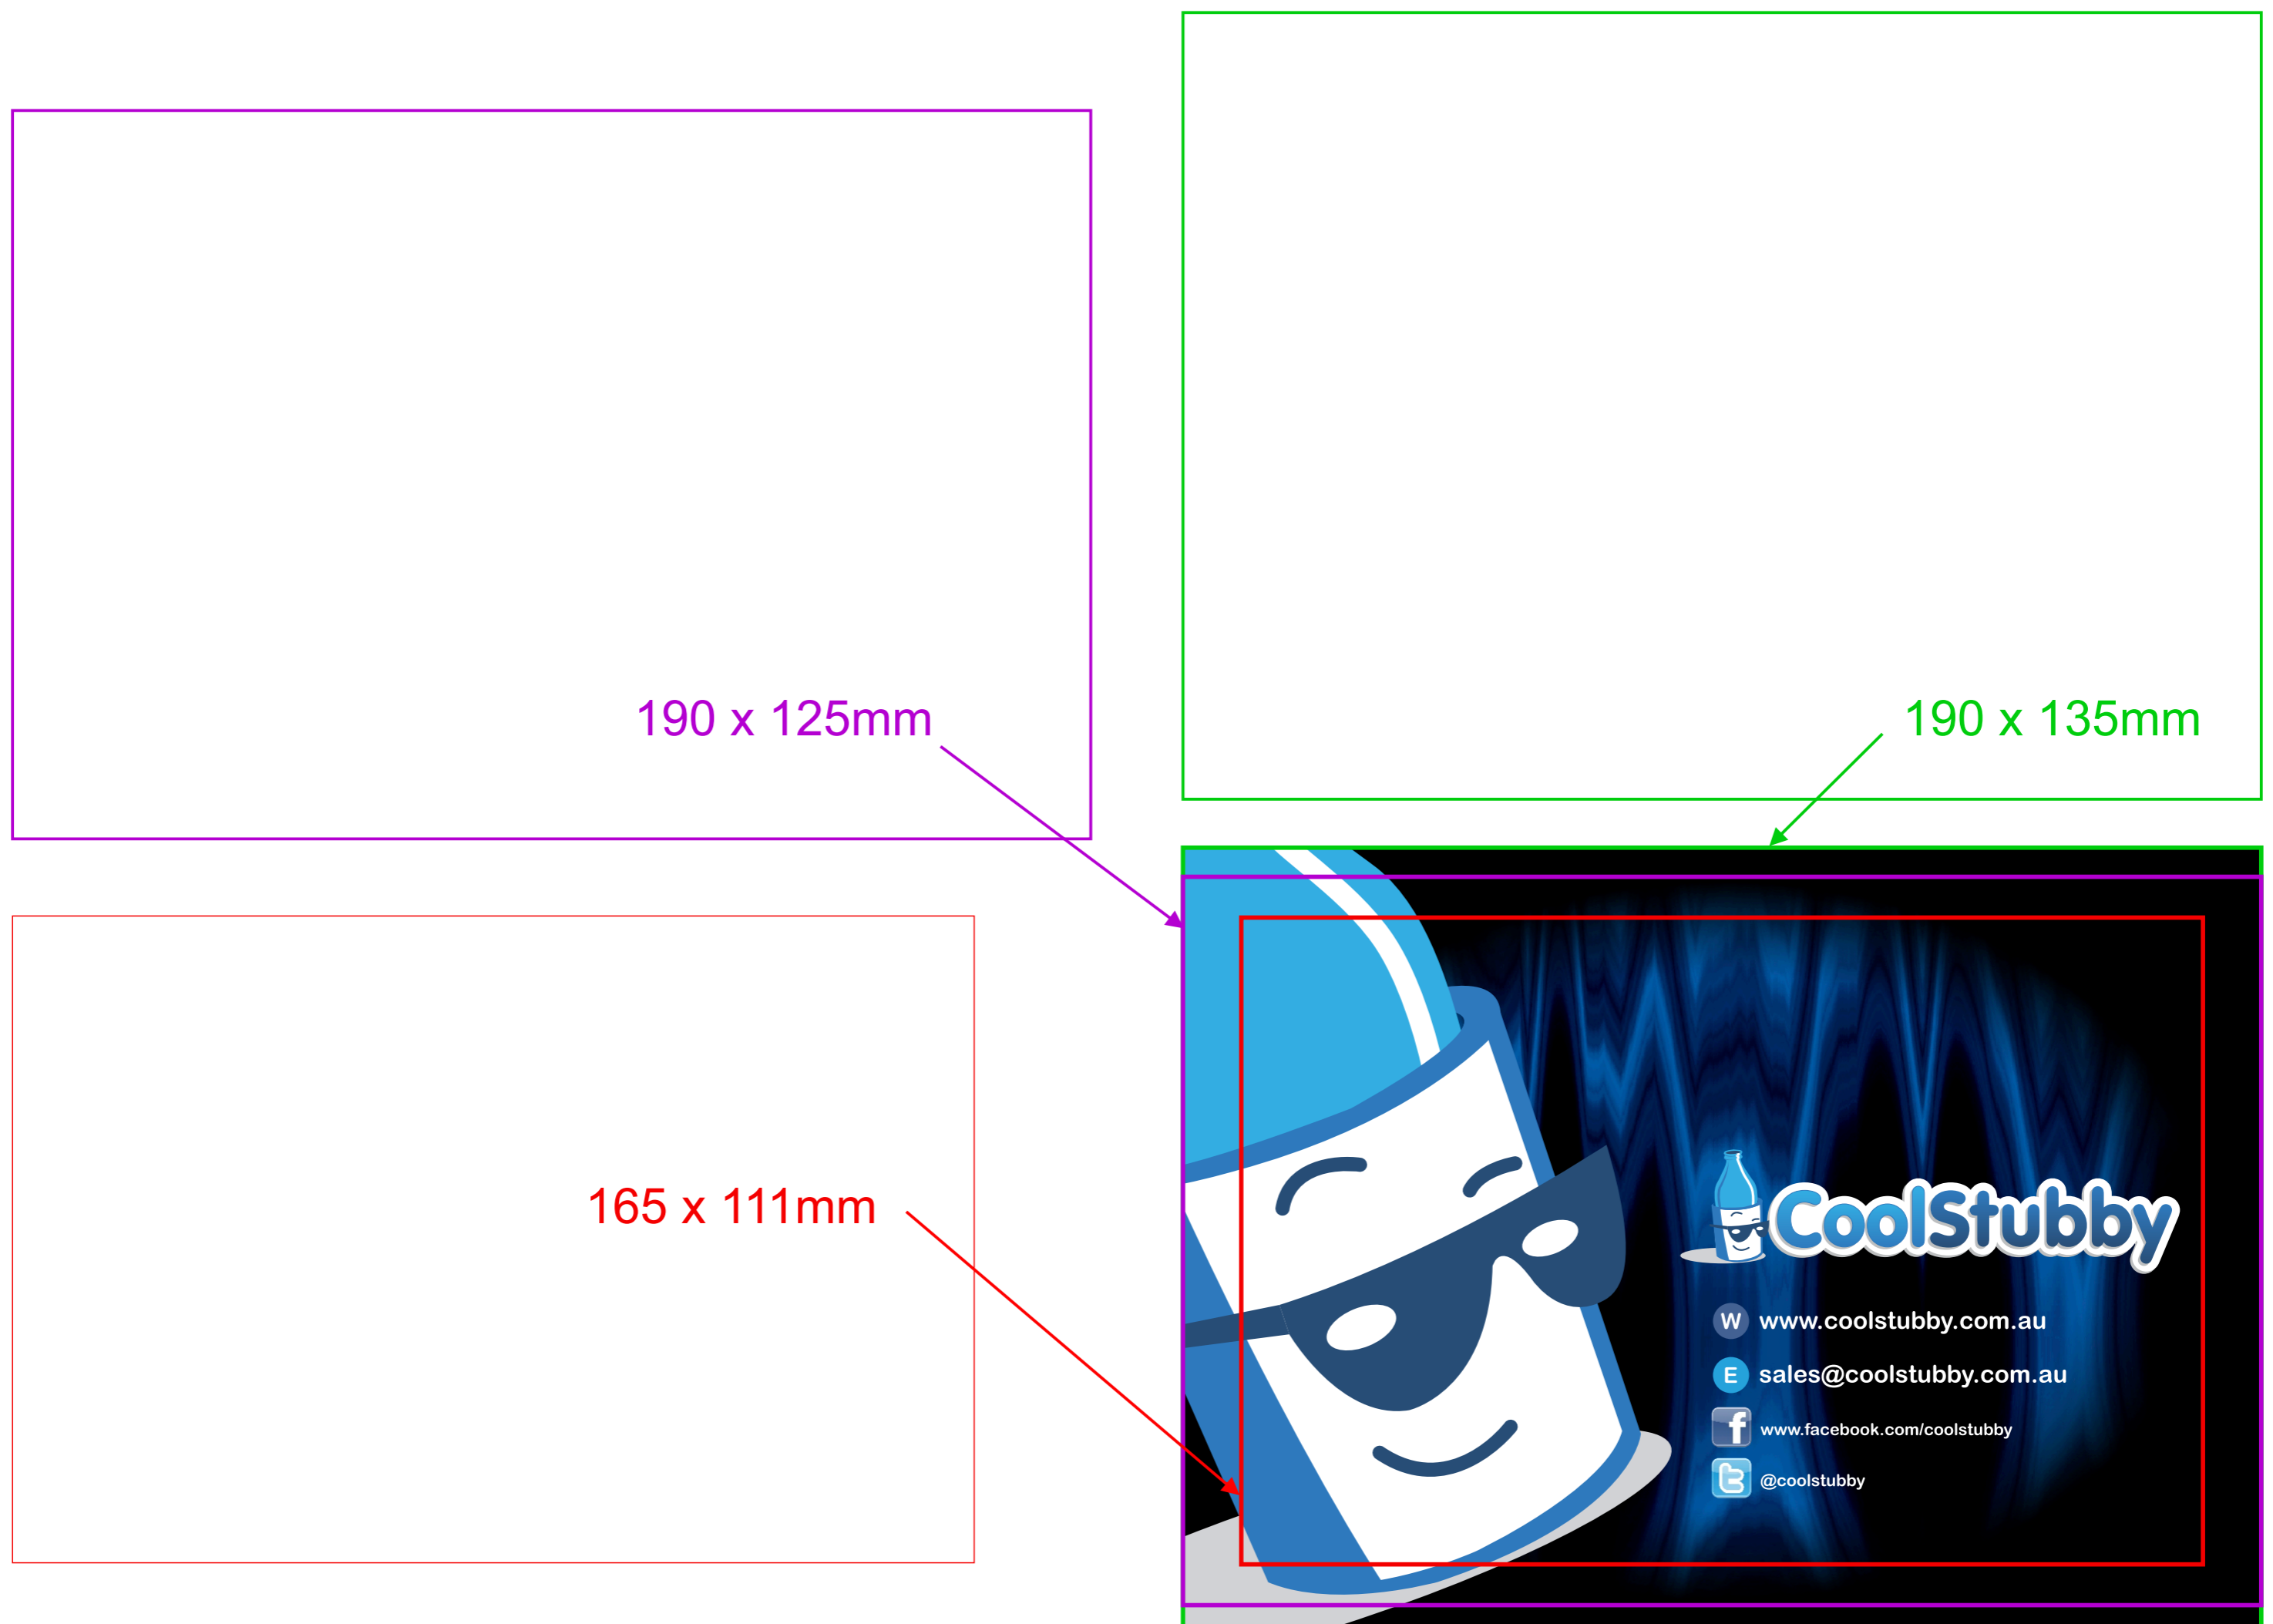 190 x 125mm
190 x 135mm
165 x 111mm
CoolStubby
W www.coolstubby.com.au
E sales@coolstubby.com.au
f www.facebook.com/coolstubby
t @coolstubby